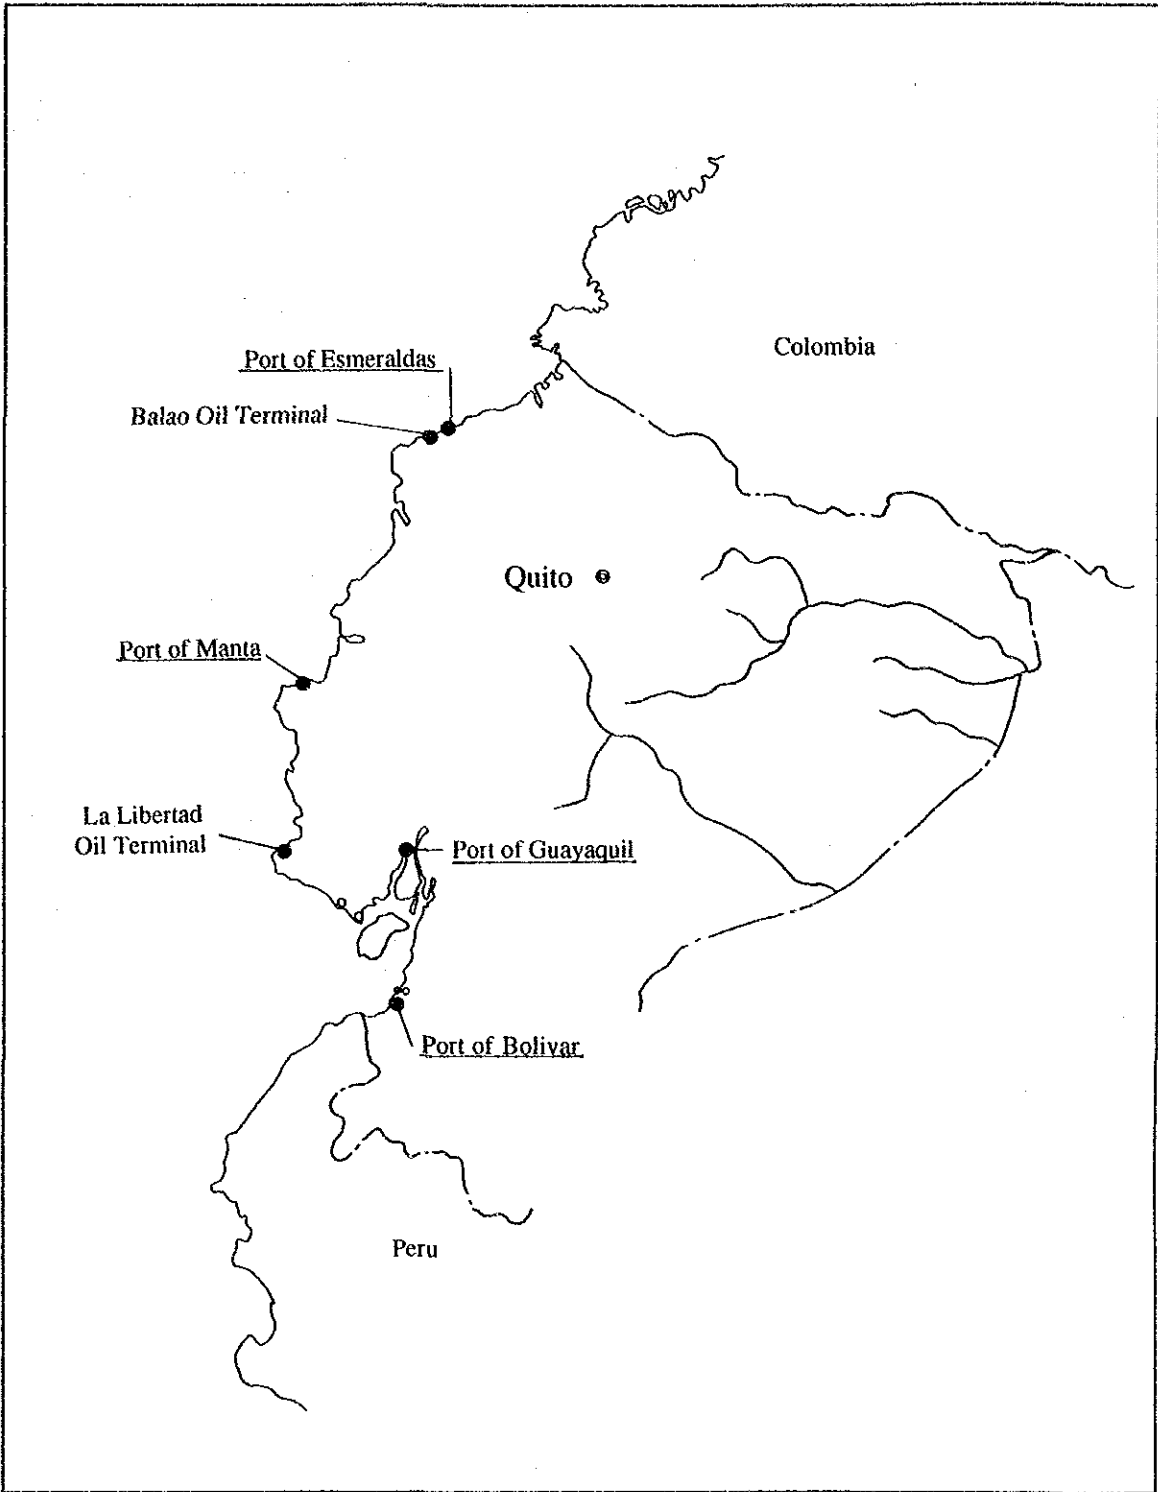 Colombia
Port of Esmeraldas
Balao Oil Terminal
Quito
Port of Manta
La Libertad
Oil Terminal
Port of Guayaquil
Port of Bolivar
Peru